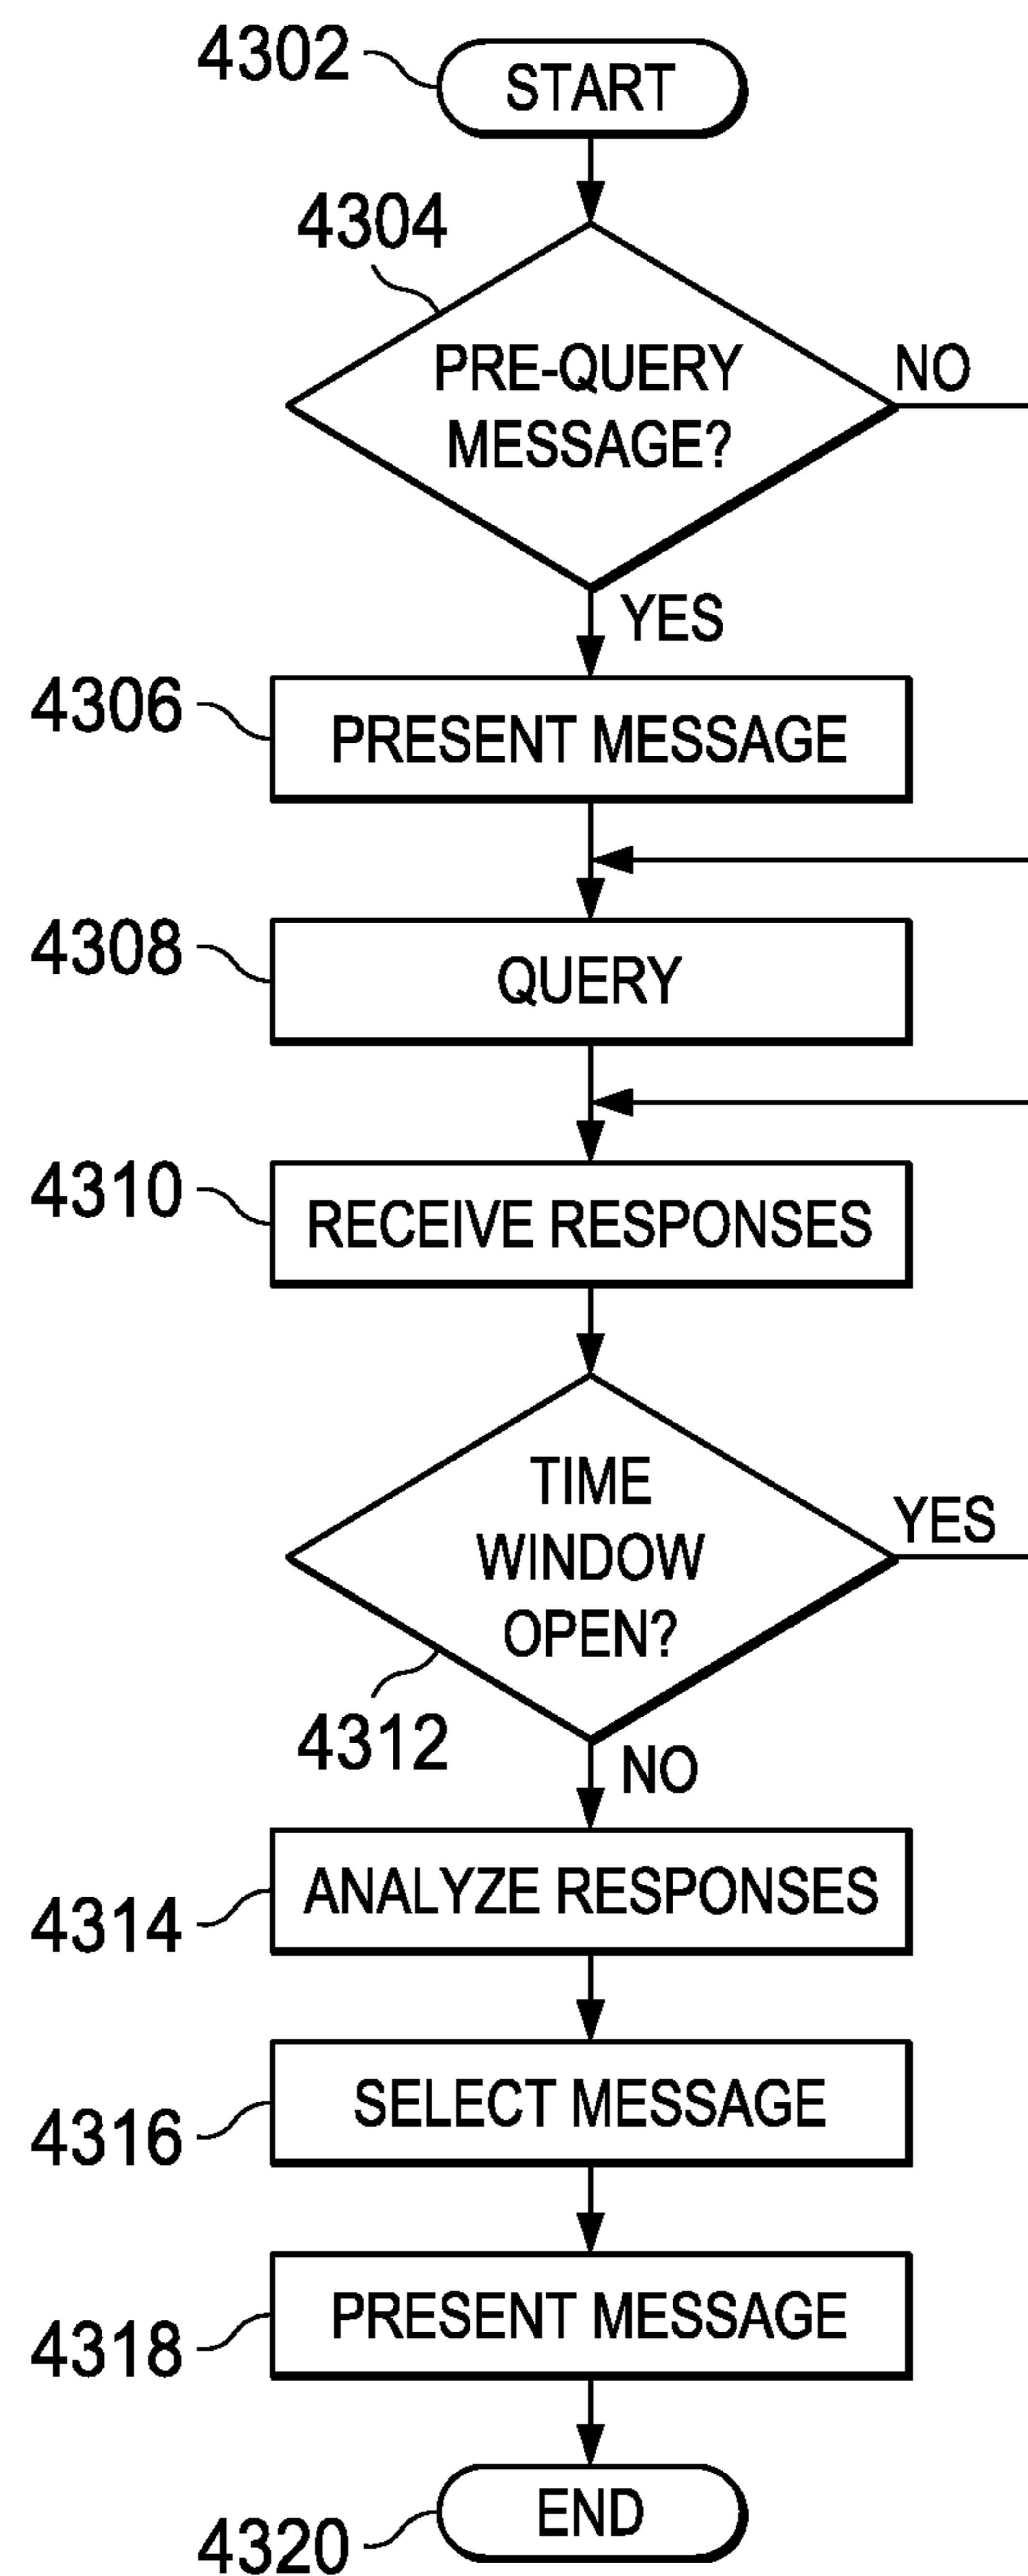 4302
START
4304
PRE-QUERY
MESSAGE?
NO
YES
4306
PRESENT MESSAGE
4308
QUERY
4310
RECEIVE RESPONSES
TIME
WINDOW
OPEN?
YES
4312
NO
4314
ANALYZE RESPONSES
4316
SELECT MESSAGE
4318
PRESENT MESSAGE
END
4320